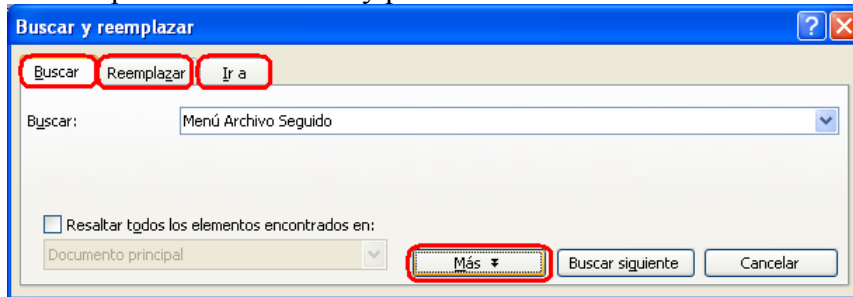 Buscar y reemplazar
Buscar Reemplazar Ir a
Buscar: Menú Archivo Seguido
Resaltar todos los elementos encontrados en:
Documento principal
Más Buscar siguiente Cancelar